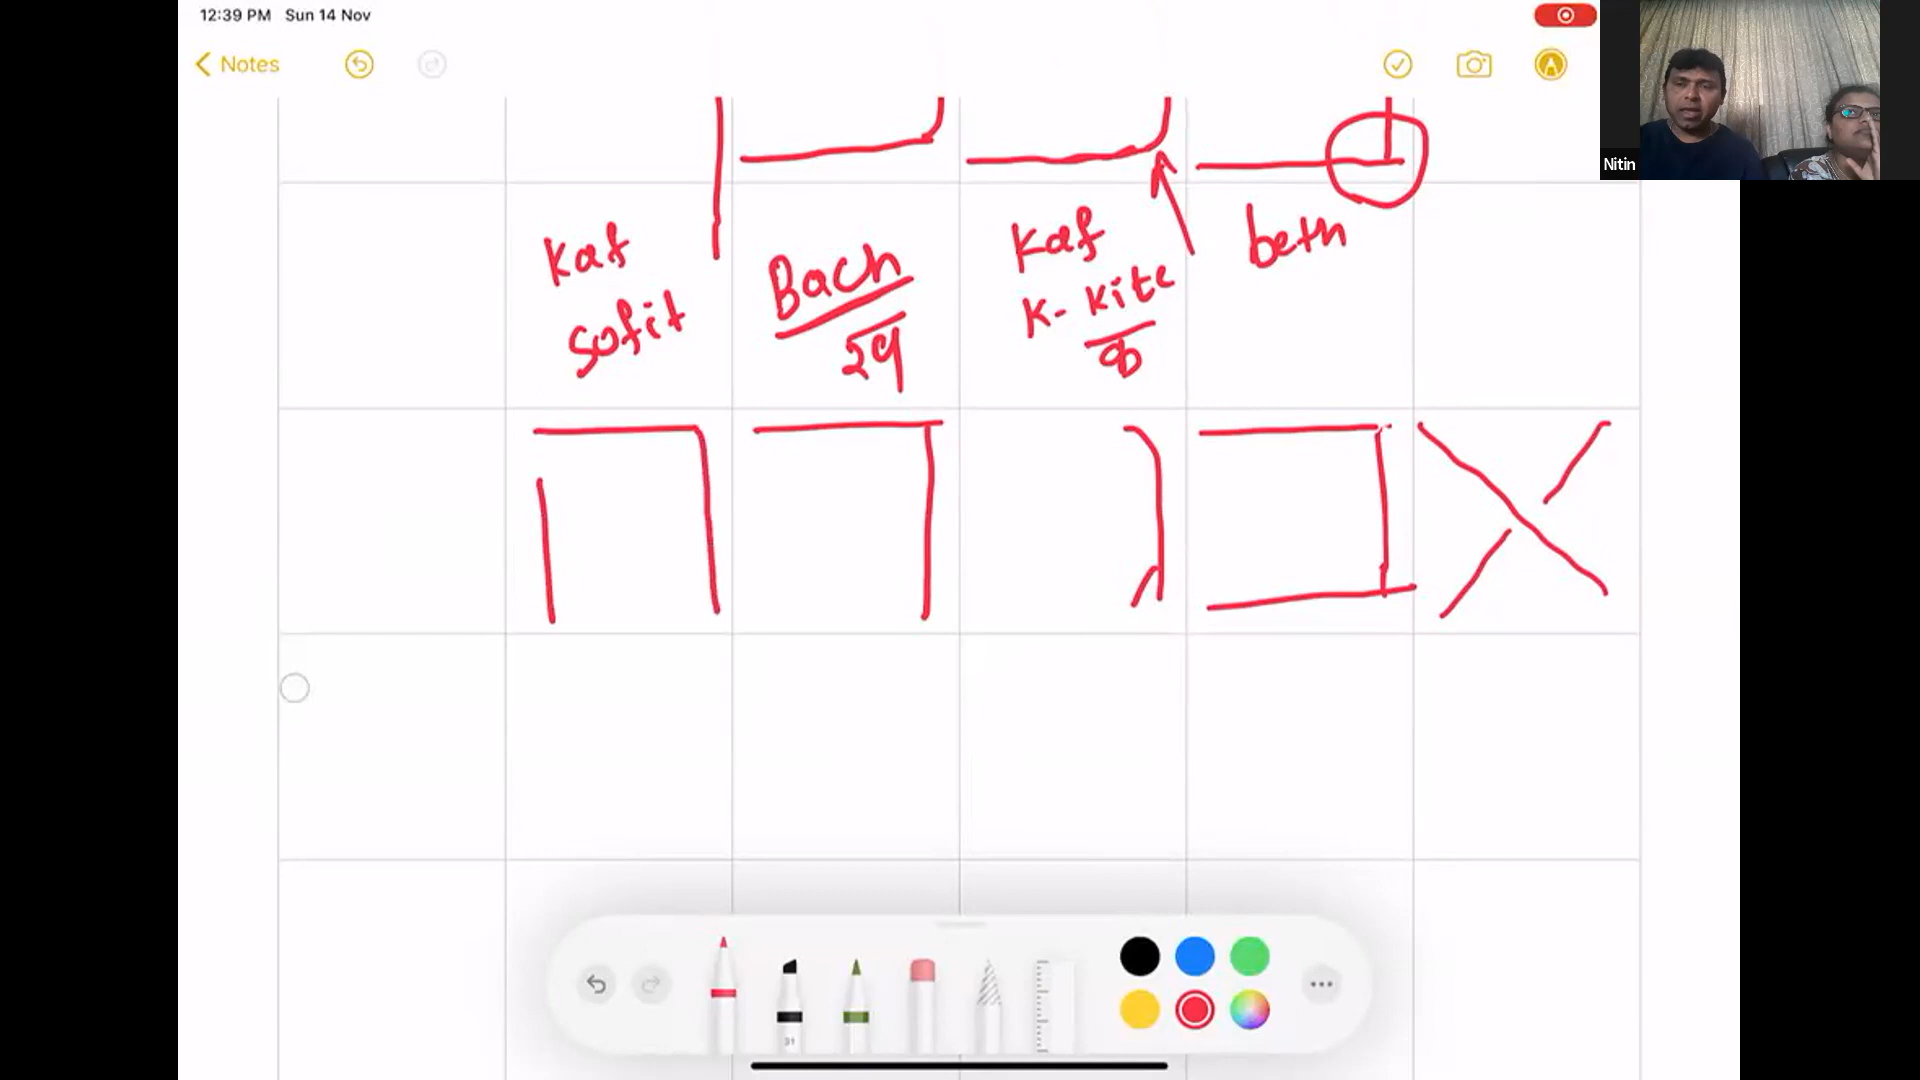 12:39 PM Sun 14 Nov
Notes
Nitin
Kaf
sofit
Bach
ख
Kaf
K- Kite
क
beth
א ב ג ד ה